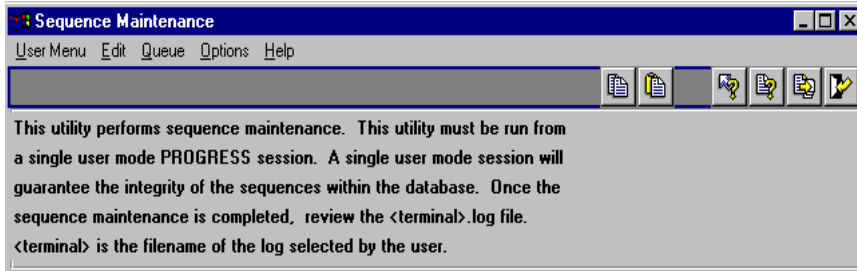 Sequence Maintenance
User Menu Edit Queue Options Help
This utility performs sequence maintenance. This utility must be run from
a single user mode PROGRESS session. A single user mode session will
guarantee the integrity of the sequences within the database. Once the
sequence maintenance is completed, review the <terminal>.log file.
<terminal> is the filename of the log selected by the user.